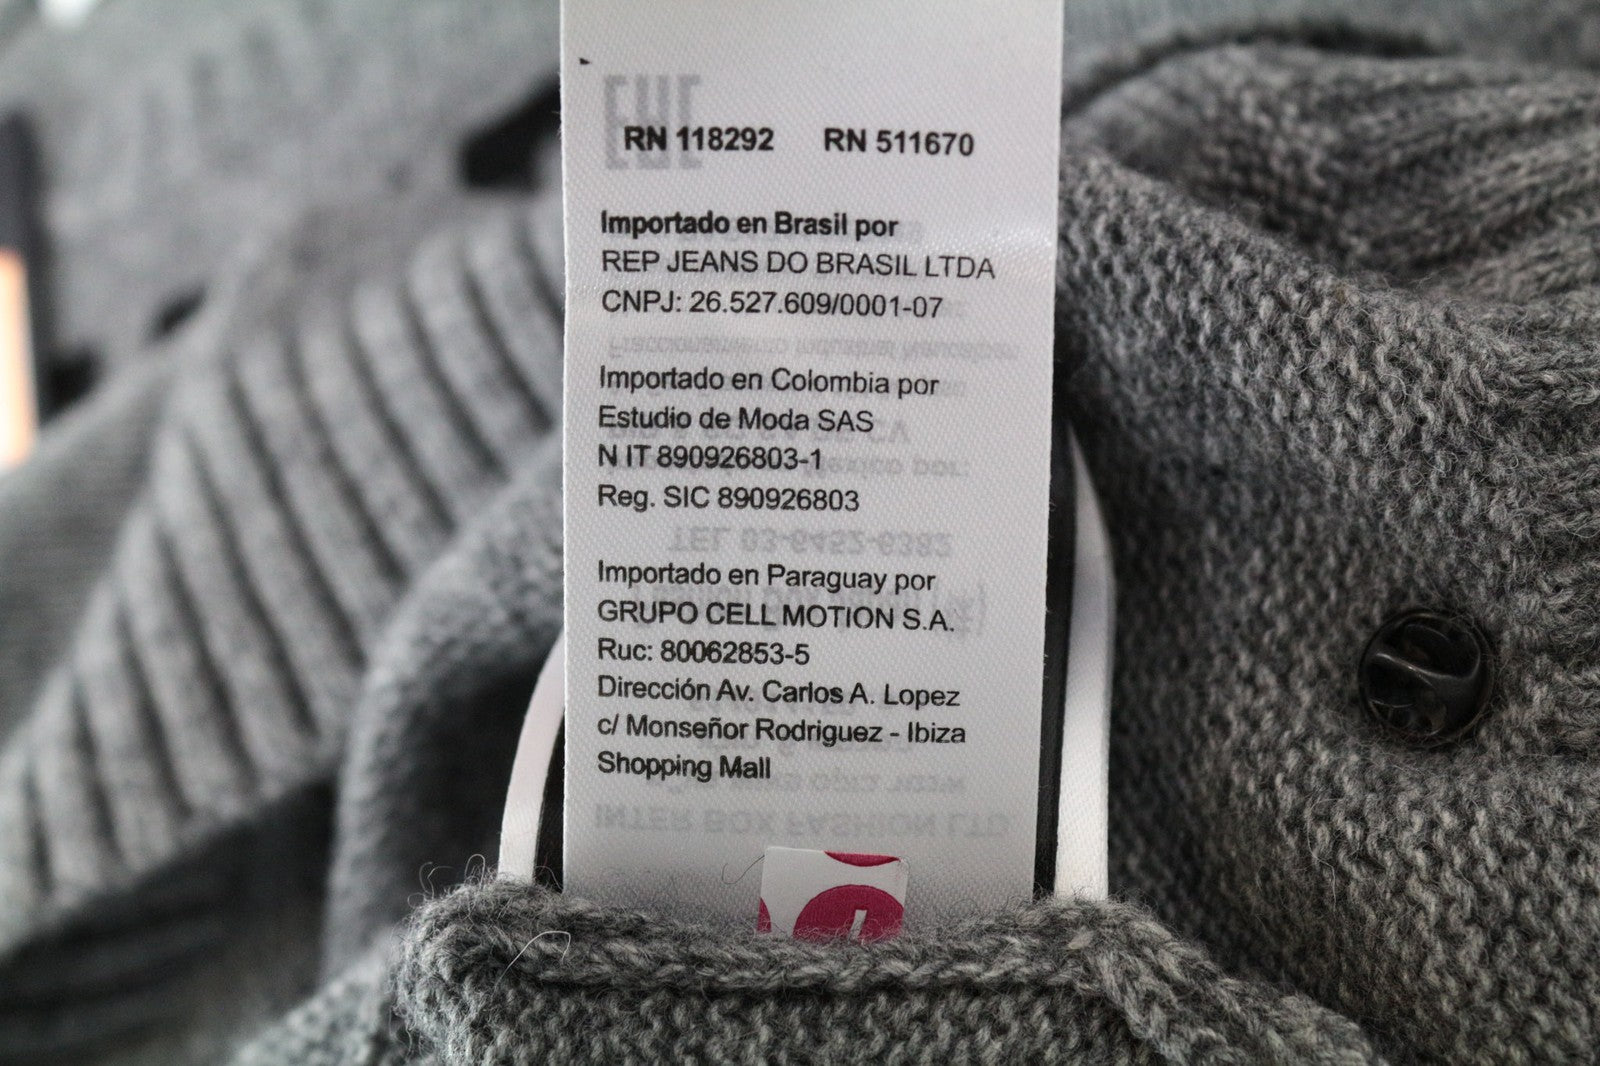 RN 118292 RN 511670
Importado en Brasil por
REP JEANS DO BRASIL LTDA
CNPJ: 26.527.609/0001-07
Importado en Colombia por
Estudio de Moda SAS
N IT 890926803-1
Reg. SIC 890926803
Importado en Paraguay por
GRUPO CELL MOTION S.A.
Ruc: 80062853-5
Dirección Av. Carlos A. Lopez
c/ Monseñor Rodriguez - Ibiza
Shopping Mall